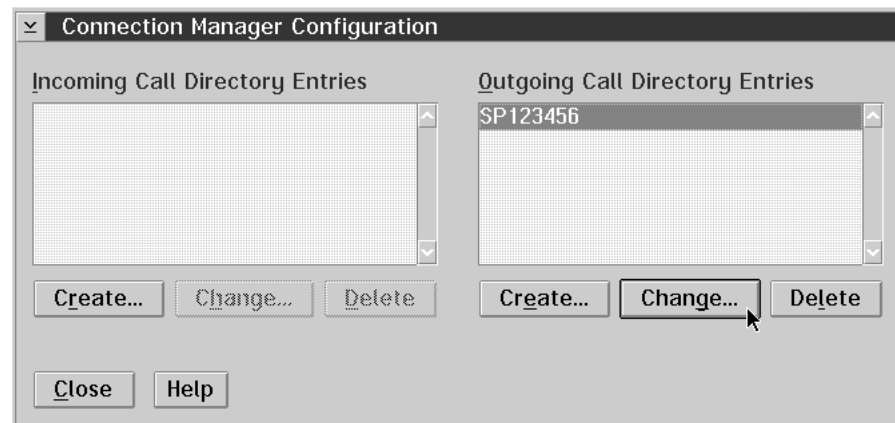 Connection Manager Configuration
Incoming Call Directory Entries
Outgoing Call Directory Entries
SP123456
Create... Change... Delete
Create... Change... Delete
Close Help